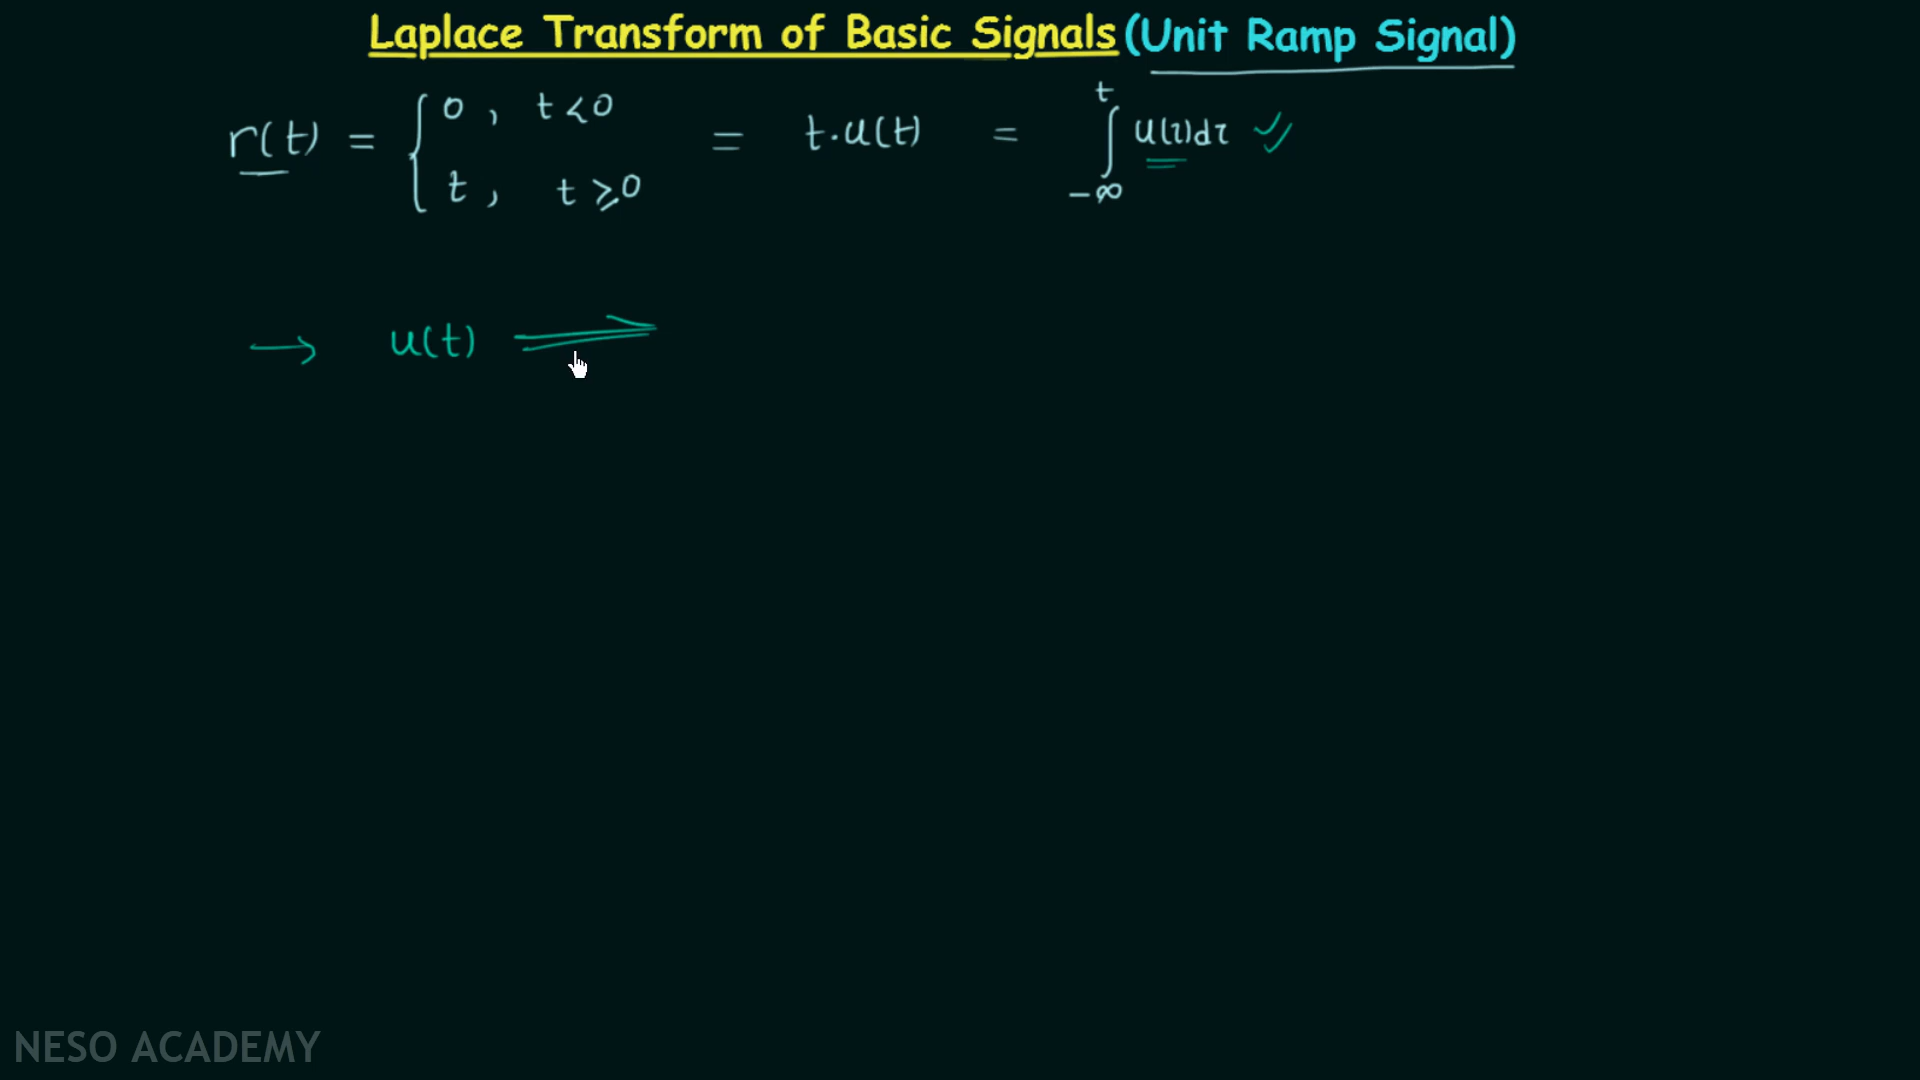 Laplace Transform of Basic Signals (Unit Ramp Signal)
r(t) = { 0 , t < 0 = t.u(t) = ∫ t -∞ u(τ)dτ
t , t ≥ 0
→ u(t) ⟶
NESO ACADEMY